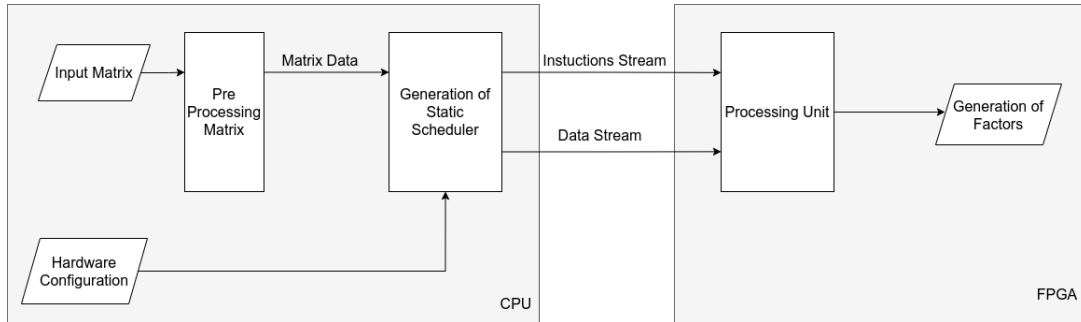 Input Matrix
Pre
Processing
Matrix
Matrix Data
Generation of
Static
Scheduler
Instuctions Stream
Data Stream
Processing Unit
Generation of
Factors
Hardware
Configuration
CPU
FPGA